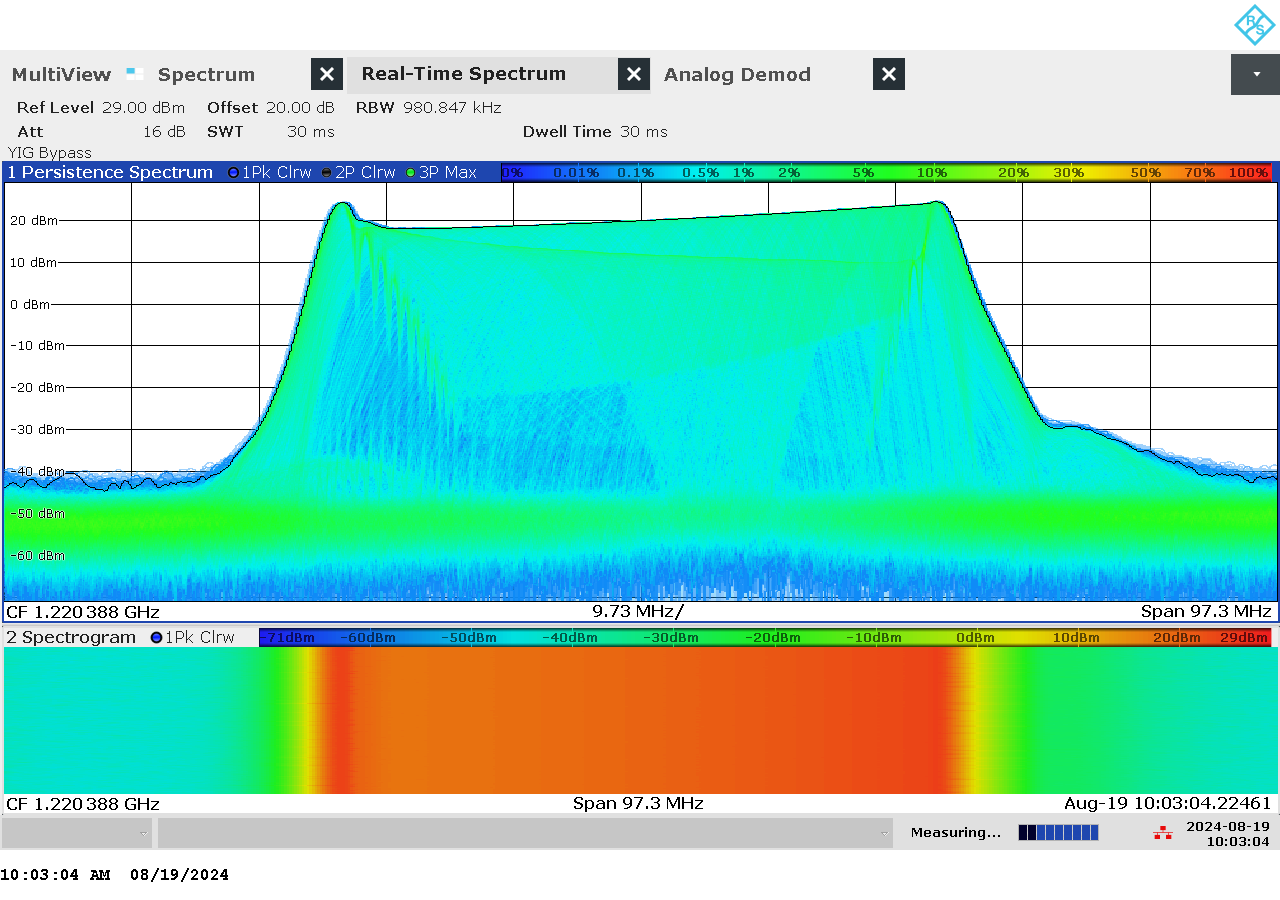 R/S
MultiView Spectrum Real-Time Spectrum Analog Demod
Ref Level 29.00 dBm Offset 20.00 dB RBW 980.847 kHz
Att 16 dB SWT 30 ms Dwell Time 30 ms
YIG Bypass
1 Persistence Spectrum 1Pk Clrw 2P Clrw 3P Max 0% 0.01% 0.1% 0.5% 1% 2% 5% 10% 20% 30% 50% 70% 100%
20 dBm
10 dBm
0 dBm
-10 dBm
-20 dBm
-30 dBm
-40 dBm
-50 dBm
-60 dBm
CF 1.220388 GHz 9.73 MHz/ Span 97.3 MHz
2 Spectrogram 1Pk Clrw -71dBm -60dBm -50dBm -40dBm -30dBm -20dBm -10dBm 0dBm 10dBm 20dBm 29dBm
CF 1.220388 GHz Span 97.3 MHz Aug-19 10:03:04.22461
Measuring... 2024-08-19
10:03:04
10:03:04 AM 08/19/2024